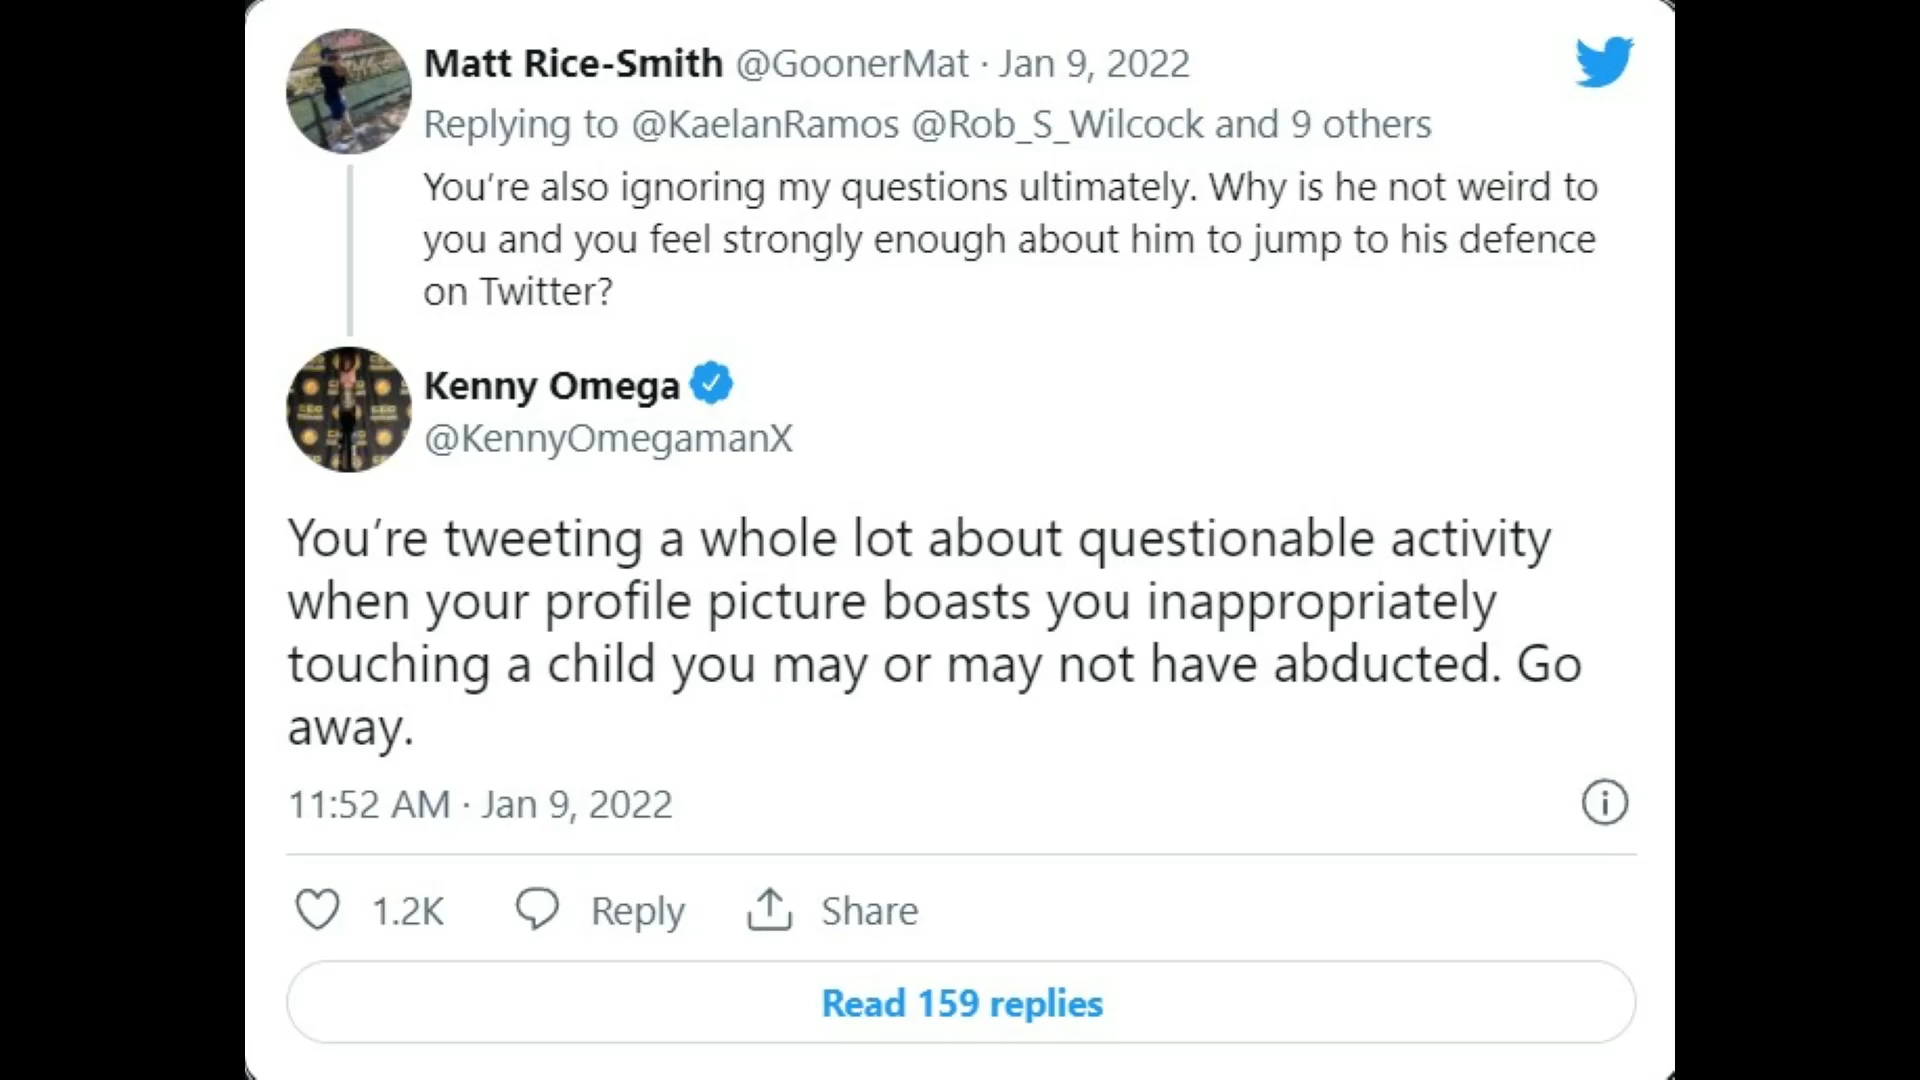 Matt Rice-Smith @GoonerMat · Jan 9, 2022
Replying to @KaelanRamos @Rob_S_Wilcock and 9 others
You’re also ignoring my questions ultimately. Why is he not weird to
you and you feel strongly enough about him to jump to his defence
on Twitter?
Kenny Omega
@KennyOmegamanX
You’re tweeting a whole lot about questionable activity
when your profile picture boasts you inappropriately
touching a child you may or may not have abducted. Go
away.
11:52 AM · Jan 9, 2022
1.2K Reply Share
Read 159 replies